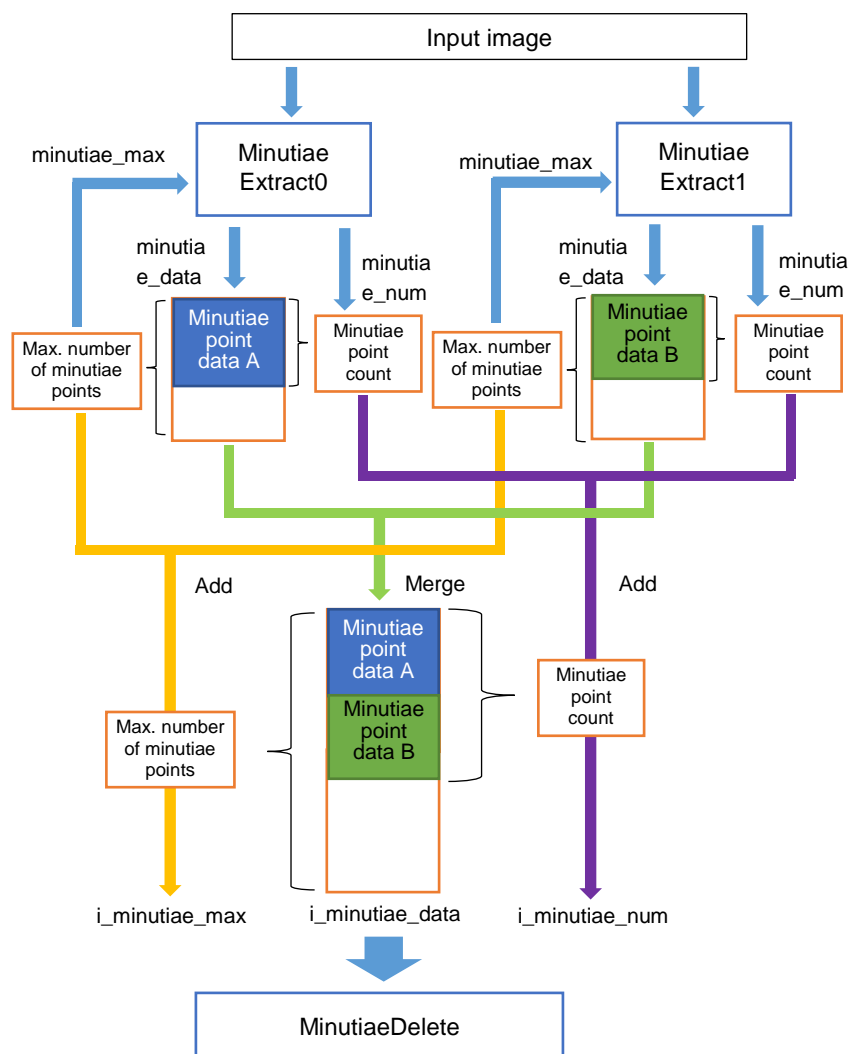 Input image
Minutiae
Extract0
Minutiae
Extract1
minutiae_max
minutiae_max
minutia
e_data
minutia
e_num
minutia
e_data
minutia
e_num
Max. number
of minutiae
points
Minutiae
point
data A
Minutiae
point
count
Max. number
of minutiae
points
Minutiae
point
data B
Minutiae
point
count
Add
Merge
Add
Minutiae
point
data A
Minutiae
point
data B
Max. number
of minutiae
points
Minutiae
point
count
i_minutiae_max
i_minutiae_data
i_minutiae_num
MinutiaeDelete